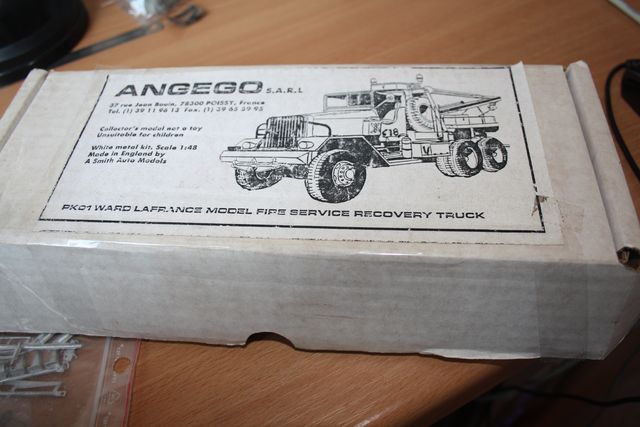 ANGEGO S.A.R.L
37 rue Jean Bouin, 78300 POISSY, France
Tel. (1) 39 11 96 13 Fax. (1) 39 65 59 95
Collector's model not a toy
Unsuitable for children
White metal kit. Scale 1:48
Made in England by
A Smith Auto Models
E18
PK01 WARD LAFRANCE MODEL FIRE SERVICE RECOVERY TRUCK